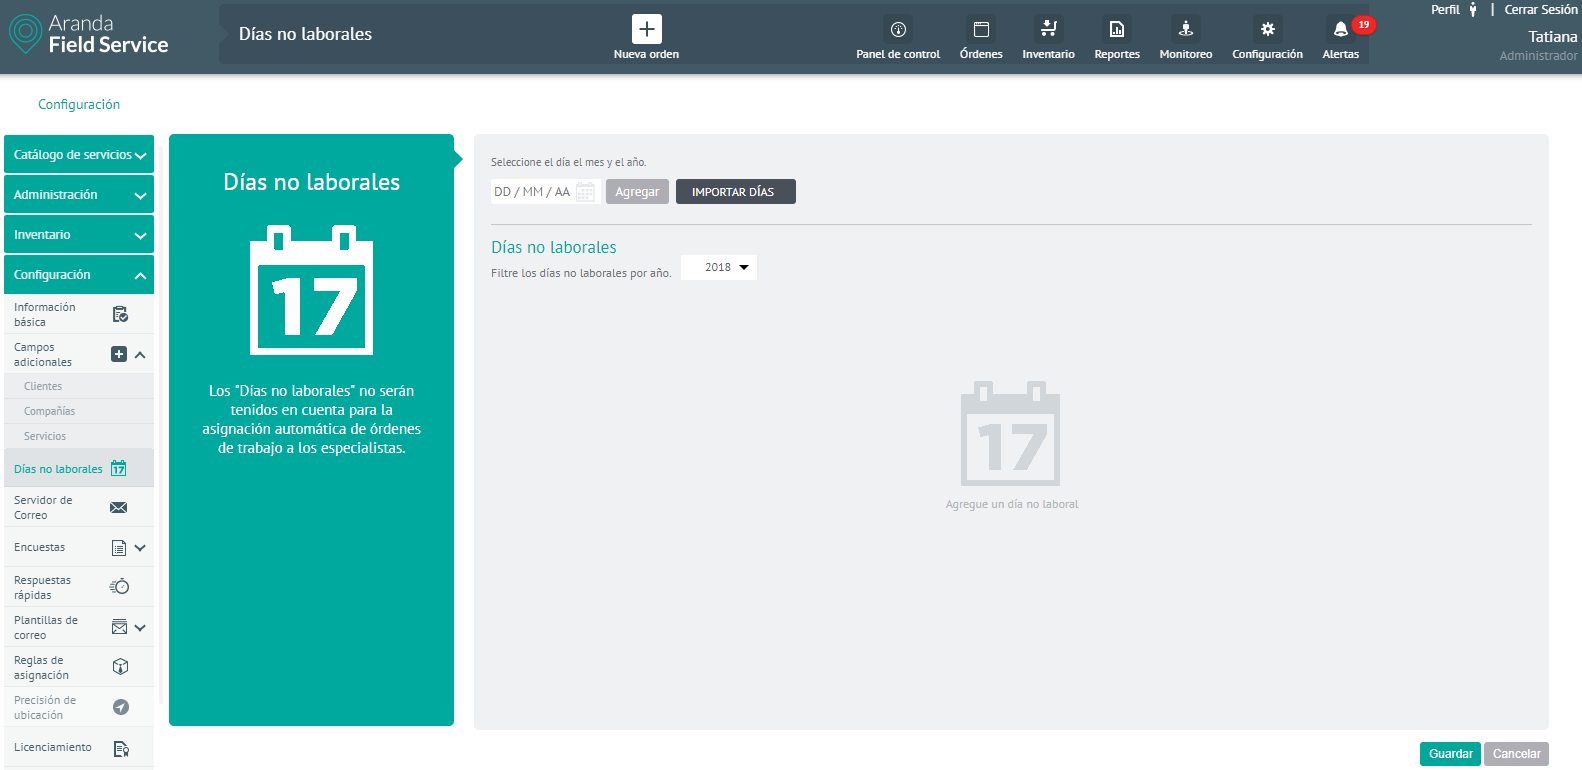 Aranda
Field Service
Días no laborales
Nueva orden
Panel de control
Órdenes
Inventario
Reportes
Monitoreo
Configuración
Alertas
19
Perfil | Cerrar Sesión
Tatiana
Administrador
Configuración
Catálogo de servicios
Administración
Inventario
Configuración
Información
básica
Campos
adicionales
Clientes
Compañías
Servicios
Días no laborales
17
Servidor de
Correo
Encuestas
Respuestas
rápidas
Plantillas de
correo
Reglas de
asignación
Precisión de
ubicación
Licenciamiento
Días no laborales
17
Los "Días no laborales" no serán
tenidos en cuenta para la
asignación automática de órdenes
de trabajo a los especialistas.
Seleccione el día el mes y el año.
DD / MM / AA
Agregar
IMPORTAR DÍAS
Días no laborales
Filtre los días no laborales por año.
2018
17
Agregue un día no laboral
Guardar
Cancelar